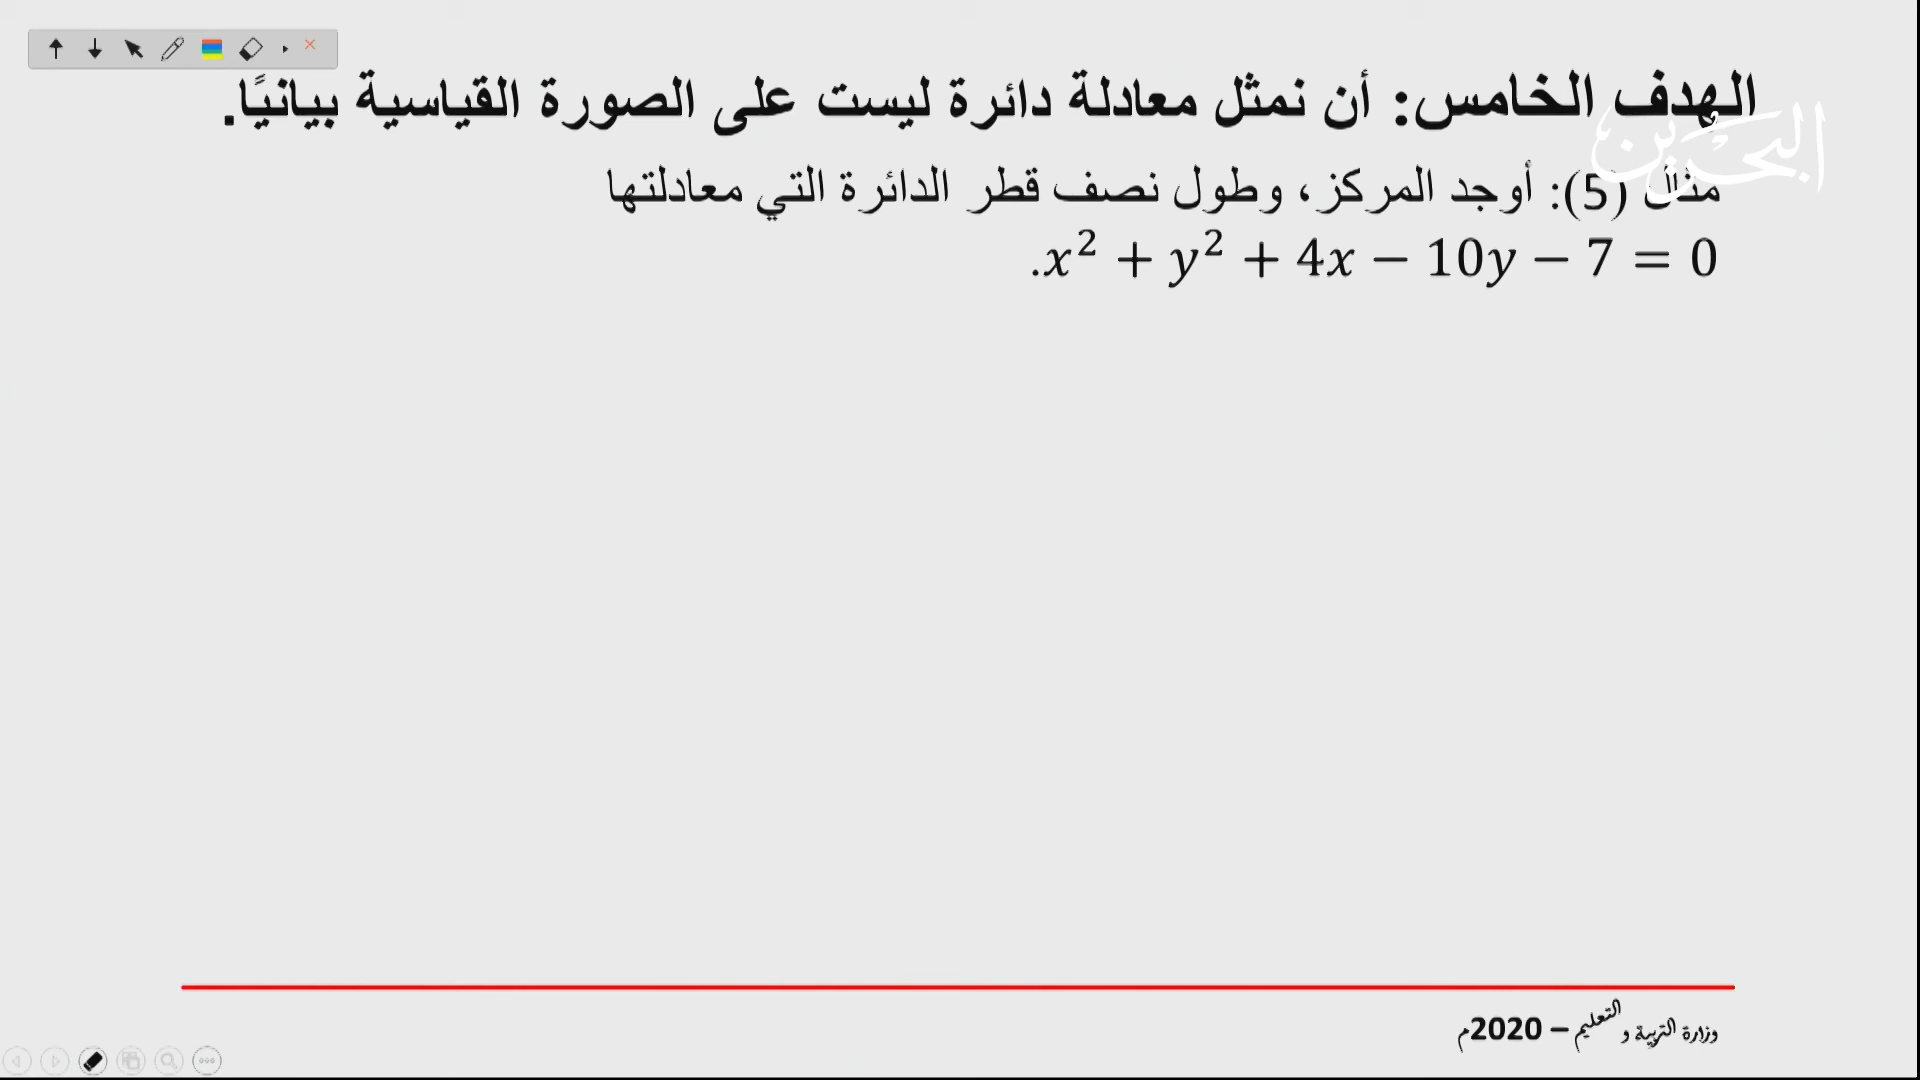 الهدف الخامس: أن نمثل معادلة دائرة ليست على الصورة القياسية بيانيًا.
البحرين
مثال (5): أوجد المركز، وطول نصف قطر الدائرة التي معادلتها
x² + y² + 4x − 10y − 7 = 0.
وزارة التربية و التعليم – 2020م